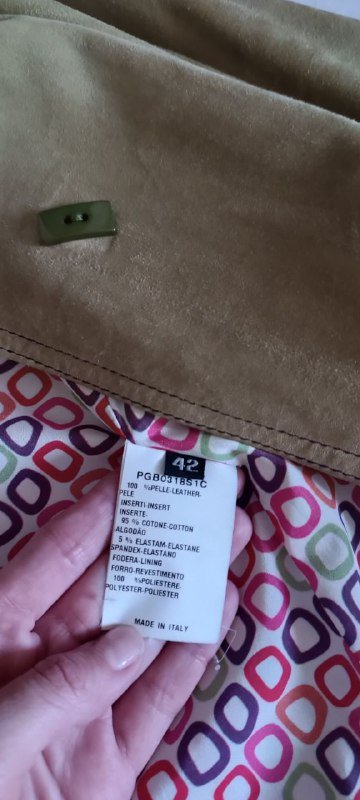 42
PGB0318S1C
100 %PELLE-LEATHER-
PELE
INSERTI-INSERT
INSERTE-
95 % COTONE-COTTON
ALGODÃO
5 % ELASTAM-ELASTANE
SPANDEX-ELASTANO
FODERA-LINING
FORRO-REVESTIMENTO
100 %POLIESTERE-
POLYESTER-POLIESTER
MADE IN ITALY